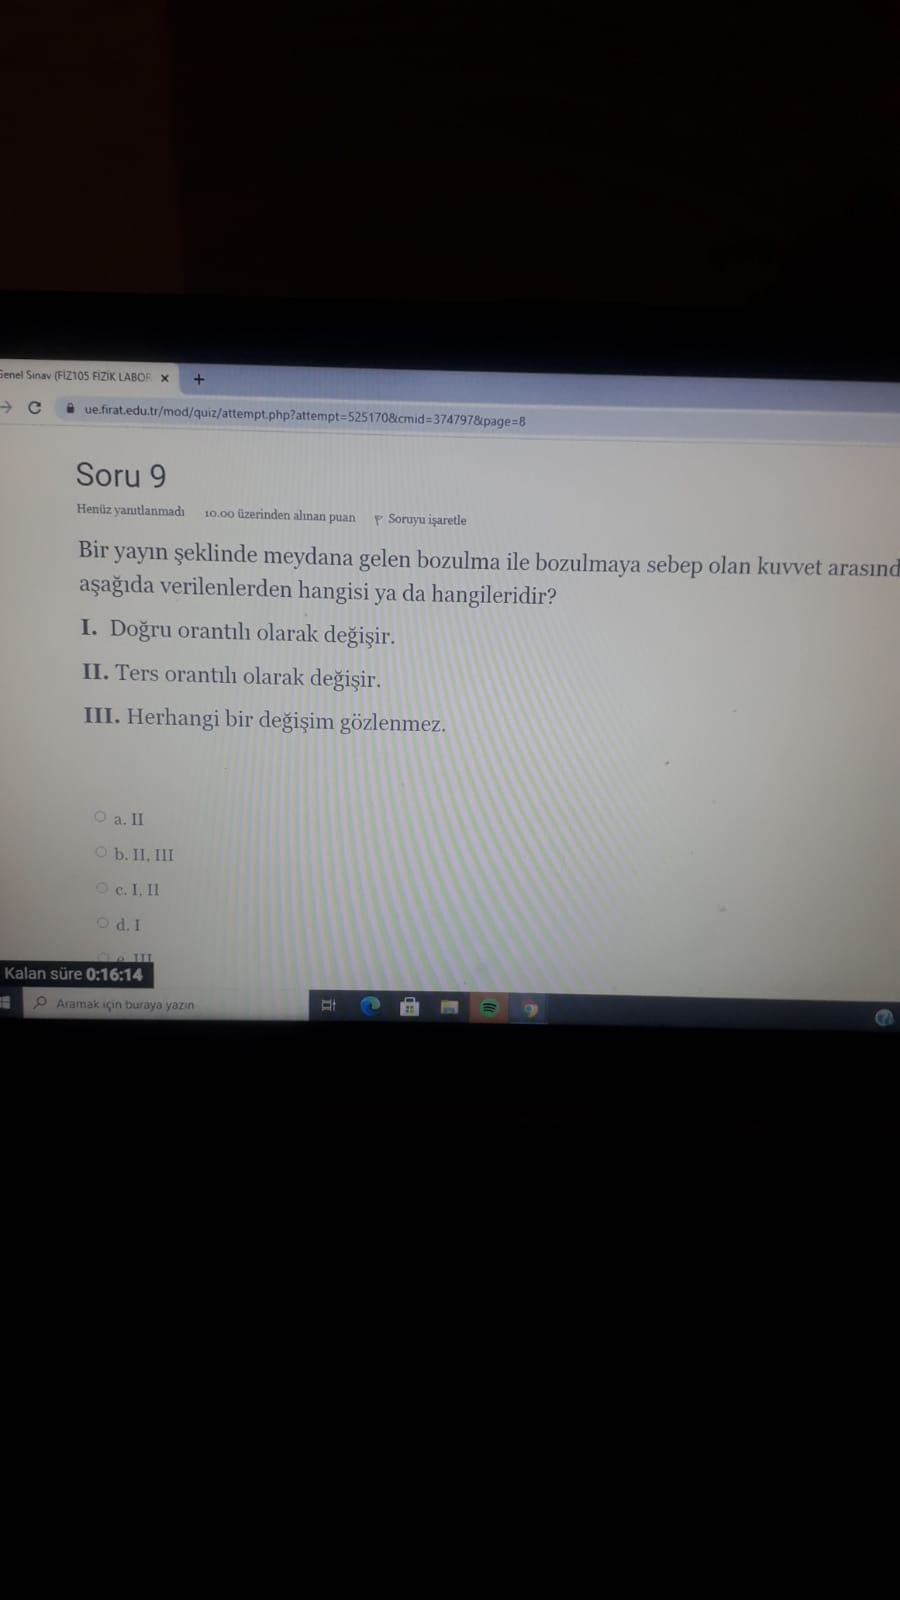 Genel Sınav (FİZ105 FİZİK LABOR
ue.firat.edu.tr/mod/quiz/attempt.php?attempt=525170&cmid=374797&page=8
Soru 9
Henüz yanıtlanmadı 10.00 üzerinden alınan puan Soruyu işaretle
Bir yayın şeklinde meydana gelen bozulma ile bozulmaya sebep olan kuvvet arasınd
aşağıda verilenlerden hangisi ya da hangileridir?
I. Doğru orantılı olarak değişir.
II. Ters orantılı olarak değişir.
III. Herhangi bir değişim gözlenmez.
a. II
b. II, III
c. I, II
d. I
e. III
Kalan süre 0:16:14
Aramak için buraya yazın